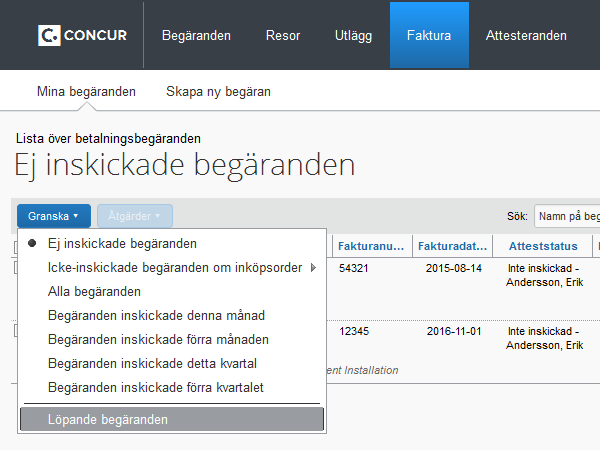 C. CONCUR Begäranden Resor Utlägg Faktura Attesteranden
Mina begäranden Skapa ny begäran
Lista över betalningsbegäranden
Ej inskickade begäranden
Granska Åtgärder Sök: Namn på beg
Ej inskickade begäranden
Fakturanu... Fakturadat... Atteststatus
Icke-inskickade begäranden om inköpsorder
54321 2015-08-14 Inte inskickad -
Andersson, Erik
Alla begäranden
Begäranden inskickade denna månad
Begäranden inskickade förra månaden
12345 2016-11-01 Inte inskickad -
Andersson, Erik
Begäranden inskickade detta kvartal
ent Installation
Begäranden inskickade förra kvartalet
Löpande begäranden